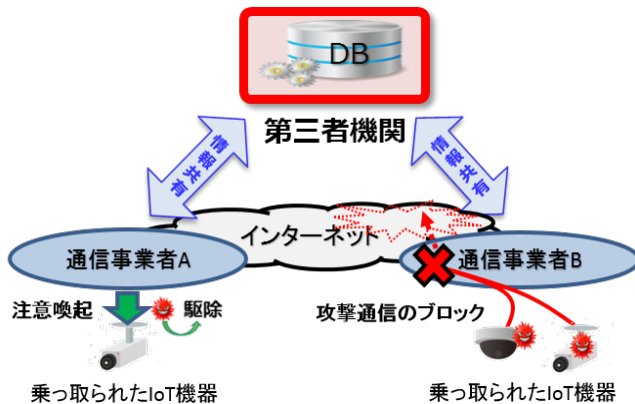 DB
第三者機関
情報共有
情報共有
インターネット
通信事業者A
通信事業者B
注意喚起
駆除
攻撃通信のブロック
乗っ取られたIoT機器
乗っ取られたIoT機器